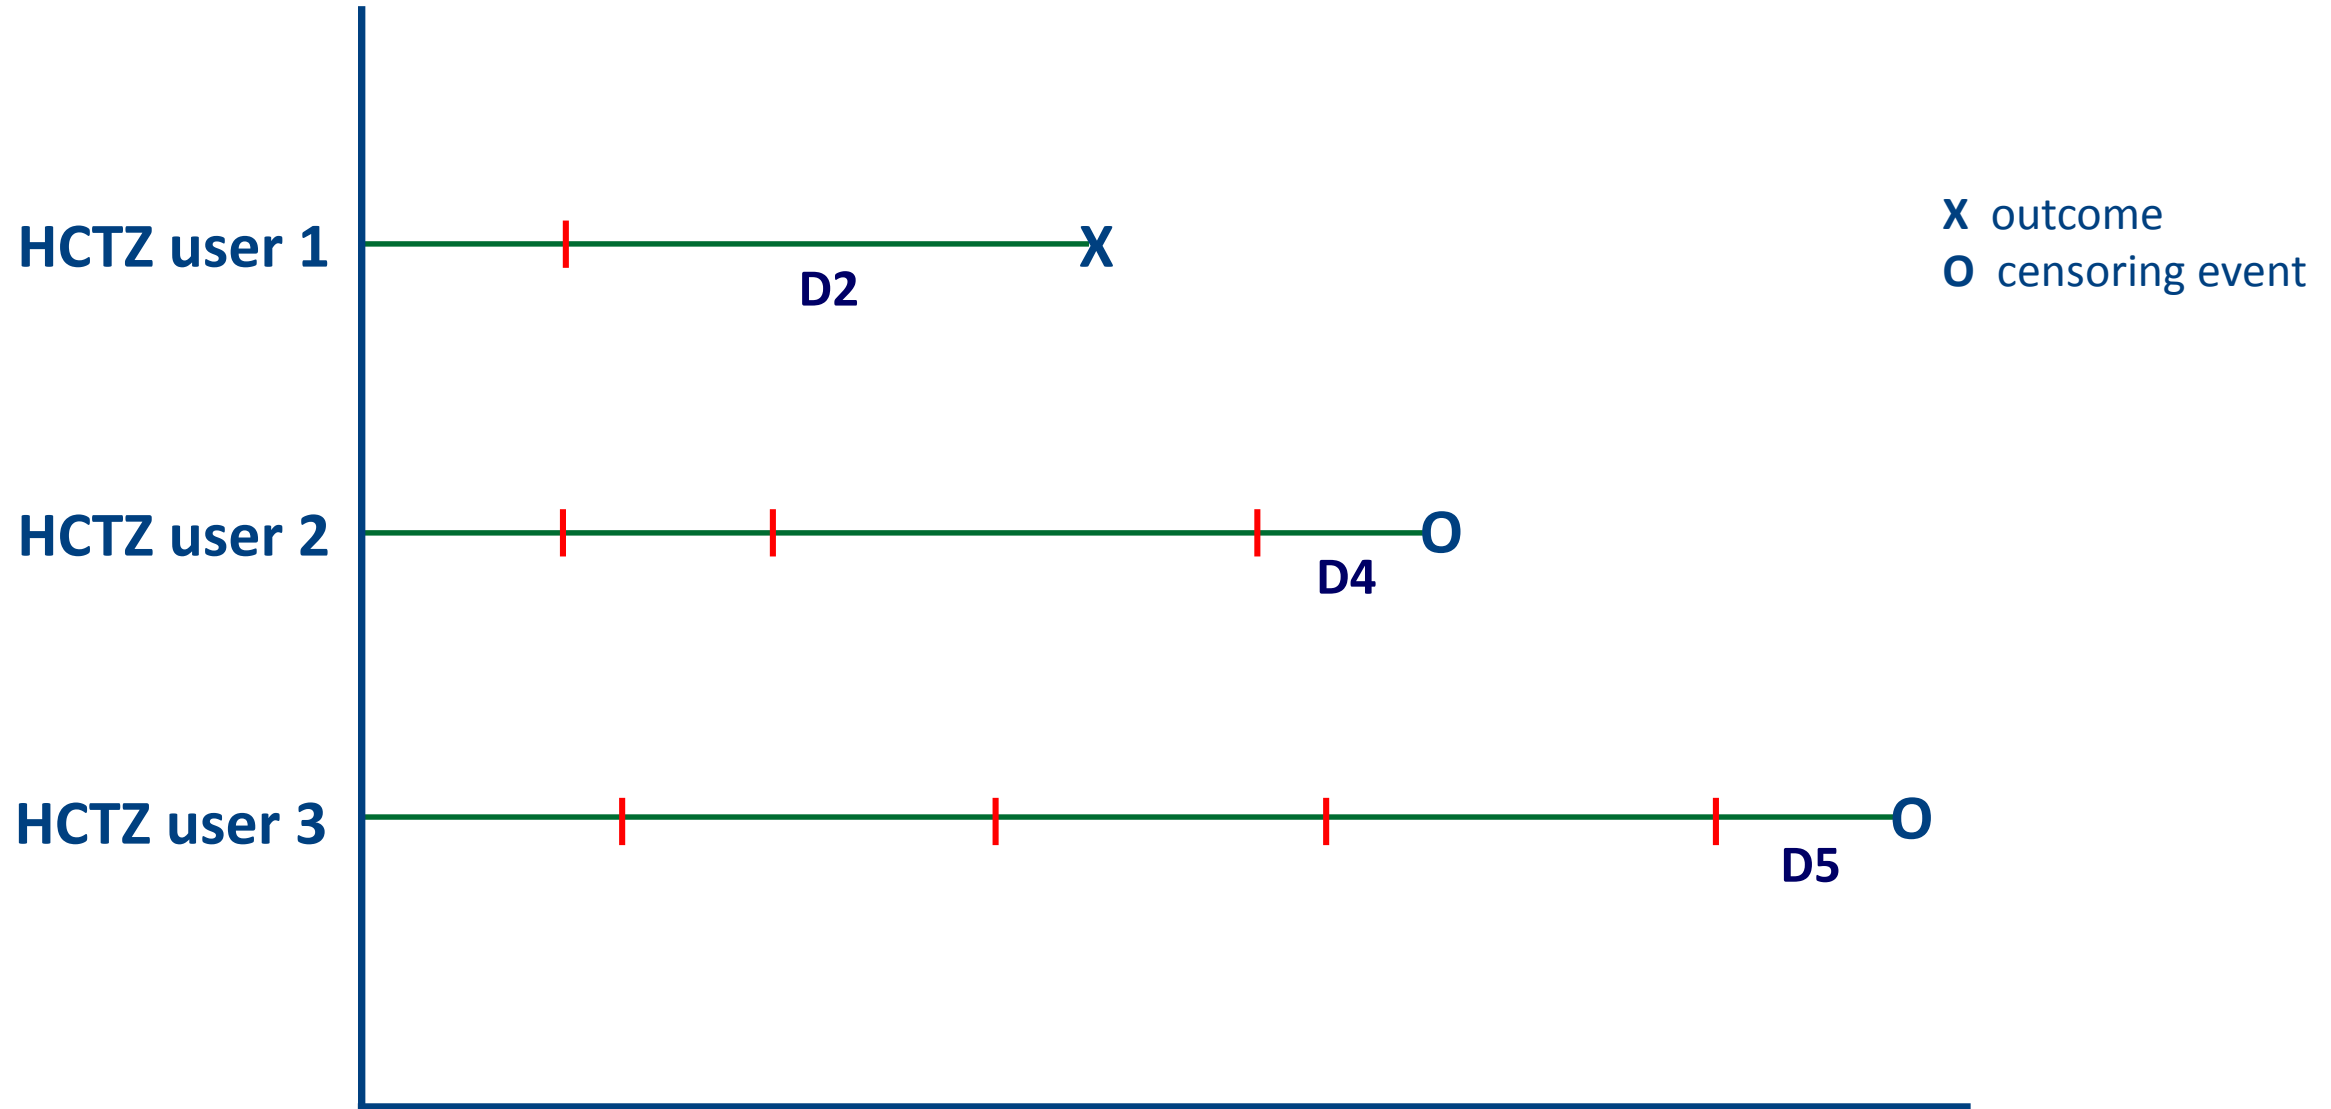 HCTZ user 1
X
D2
X outcome
O censoring event
HCTZ user 2
O
D4
HCTZ user 3
O
D5